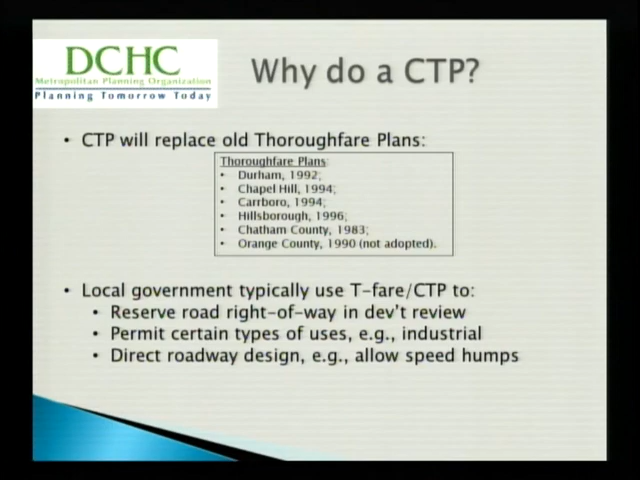 DCHC
Metropolitan Planning Organization
Planning Tomorrow Today
Why do a CTP?
• CTP will replace old Thoroughfare Plans:
Thoroughfare Plans:
• Durham, 1992;
• Chapel Hill, 1994;
• Carrboro, 1994;
• Hillsborough, 1996;
• Chatham County, 1983;
• Orange County, 1990 (not adopted).
• Local government typically use T-fare/CTP to:
• Reserve road right-of-way in dev't review
• Permit certain types of uses, e.g., industrial
• Direct roadway design, e.g., allow speed humps